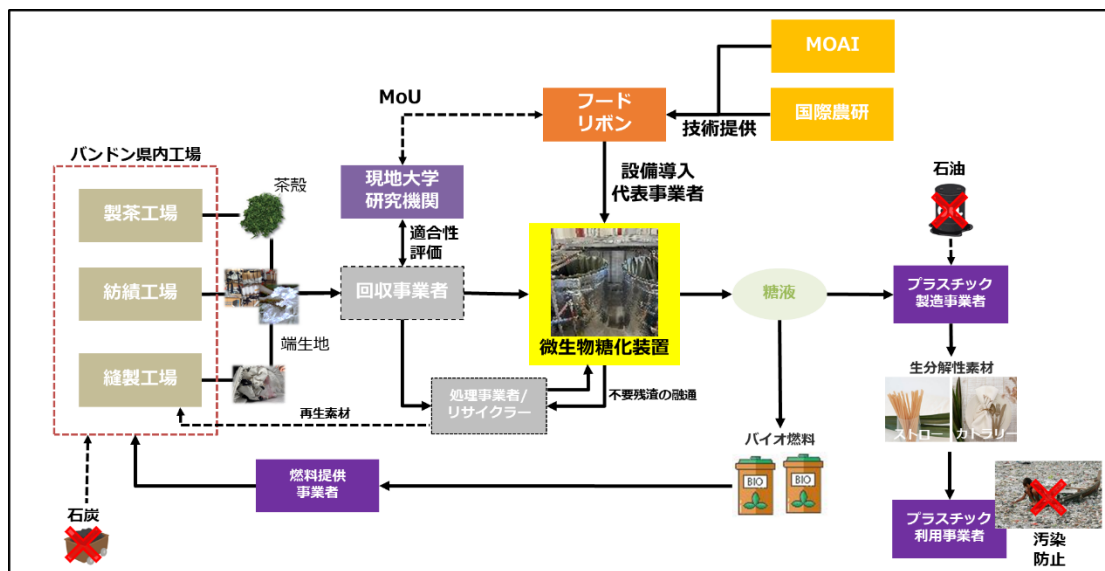 MOAI
国際農研
技術提供
フード
リボン
MoU
設備導入
代表事業者
現地大学
研究機関
適合性
評価
バンドン県内工場
製茶工場
紡績工場
縫製工場
茶殻
端生地
回収事業者
微生物糖化装置
処理事業者/
リサイクラー
再生素材
不要残渣の融通
糖液
石油
プラスチック
製造事業者
生分解性素材
ストロー
カトラリー
バイオ燃料
BIO
BIO
燃料提供
事業者
石炭
プラスチック
利用事業者
汚染
防止